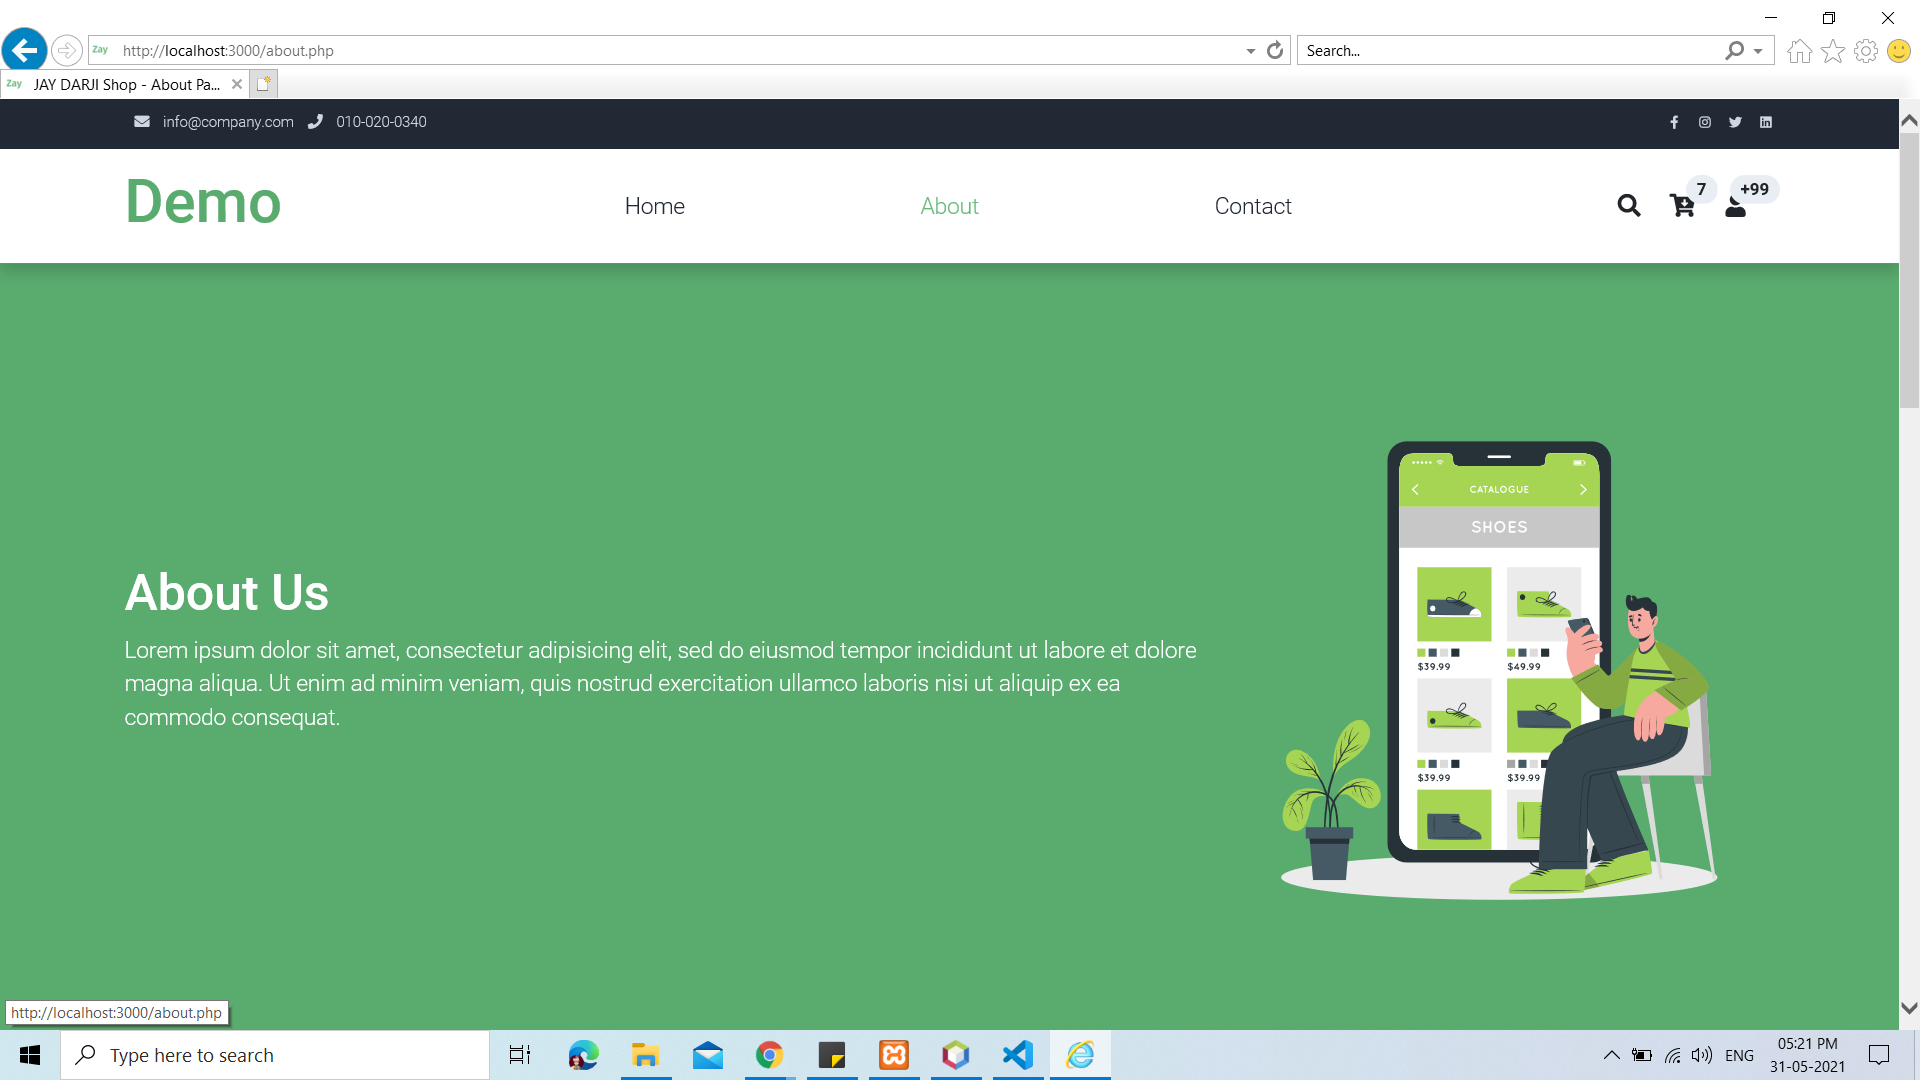 Zay http://localhost:3000/about.php
Search...
Zay JAY DARJI Shop - About Pa...
info@company.com 010-020-0340
Demo
Home
About
Contact
7
+99
CATALOGUE
SHOES
$39.99
$49.99
$39.99
$39.99
About Us
Lorem ipsum dolor sit amet, consectetur adipisicing elit, sed do eiusmod tempor incididunt ut labore et dolore
magna aliqua. Ut enim ad minim veniam, quis nostrud exercitation ullamco laboris nisi ut aliquip ex ea
commodo consequat.
http://localhost:3000/about.php
Type here to search
ENG
05:21 PM
31-05-2021